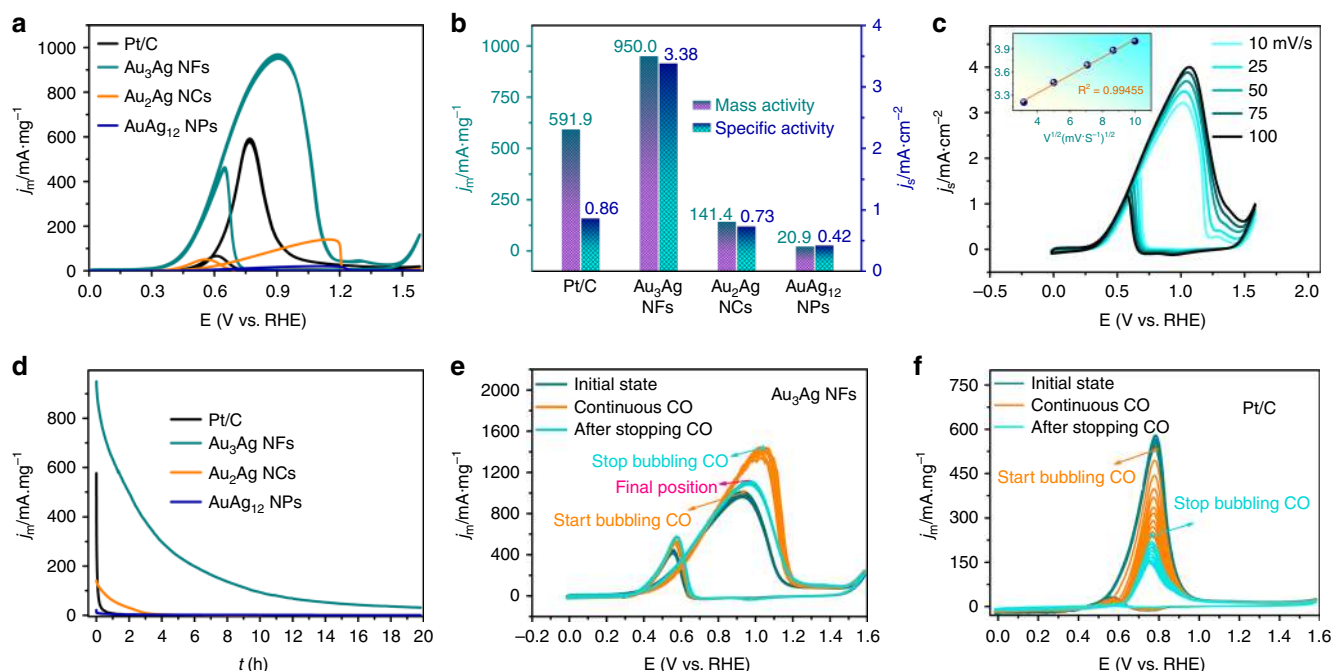 a
1000
800
600
400
200
0
j_m/mA·mg⁻¹
Pt/C
Au₃Ag NFs
Au₂Ag NCs
AuAg₁₂ NPs
0.0 0.3 0.6 0.9 1.2 1.5
E (V vs. RHE)
b
1000
750
500
250
0
j_m/mA·mg⁻¹
591.9
0.86
950.0
3.38
141.4
0.73
20.9
0.42
Mass activity
Specific activity
4
3
2
1
0
j_s/mA·cm⁻²
Pt/C
Au₃Ag
NFs
Au₂Ag
NCs
AuAg₁₂
NPs
E (V vs. RHE)
c
5
4
3
2
1
0
j_s/mA·cm⁻²
3.9
3.6
3.3
R² = 0.99455
4 6 8 10
V¹ᐟ²(mV·S⁻¹)¹ᐟ²
10 mV/s
25
50
75
100
−0.5 0.0 0.5 1.0 1.5 2.0
E (V vs. RHE)
d
800
600
400
200
0
j_m/mA.mg⁻¹
Pt/C
Au₃Ag NFs
Au₂Ag NCs
AuAg₁₂ NPs
0 2 4 6 8 10 12 14 16 18 20
t (h)
e
2000
1600
1200
800
400
0
j_m/mA.mg⁻¹
Initial state
Continuous CO
After stopping CO
Au₃Ag NFs
Stop bubbling CO
Final position
Start bubbling CO
−0.2 0.0 0.2 0.4 0.6 0.8 1.0 1.2 1.4 1.6
E (V vs. RHE)
f
750
600
450
300
150
0
j_m/mA.mg⁻¹
Initial state
Continuous CO
After stopping CO
Pt/C
Start bubbling CO
Stop bubbling CO
0.0 0.2 0.4 0.6 0.8 1.0 1.2 1.4 1.6
E (V vs. RHE)